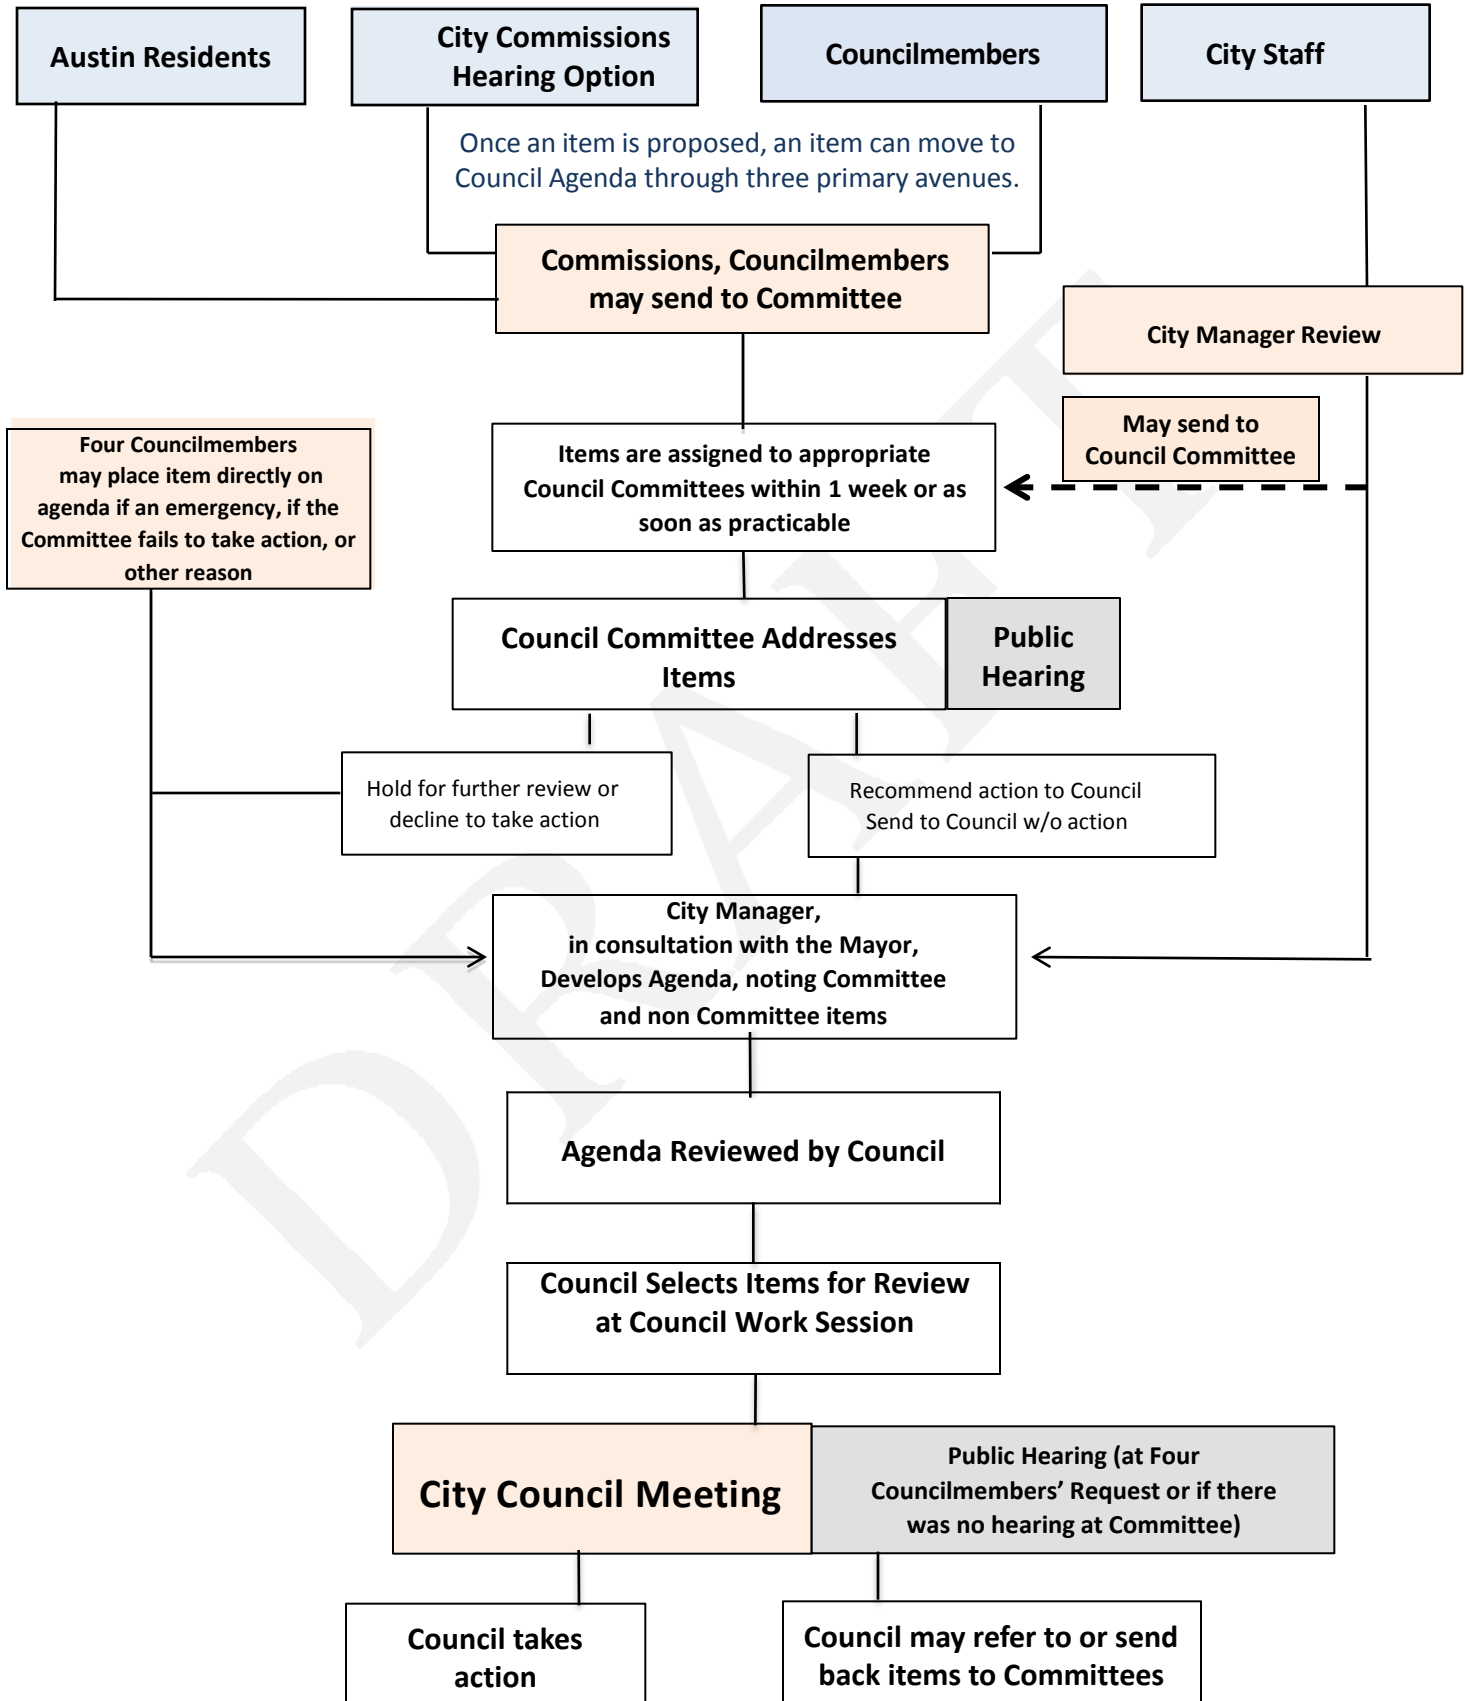 Austin Residents
City Commissions
Hearing Option
Councilmembers
City Staff
Once an item is proposed, an item can move to
Council Agenda through three primary avenues.
Commissions, Councilmembers
may send to Committee
City Manager Review
May send to
Council Committee
Four Councilmembers
may place item directly on
agenda if an emergency, if the
Committee fails to take action, or
other reason
Items are assigned to appropriate
Council Committees within 1 week or as
soon as practicable
Council Committee Addresses
Items
Public
Hearing
Hold for further review or
decline to take action
Recommend action to Council
Send to Council w/o action
City Manager,
in consultation with the Mayor,
Develops Agenda, noting Committee
and non Committee items
Agenda Reviewed by Council
Council Selects Items for Review
at Council Work Session
City Council Meeting
Public Hearing (at Four
Councilmembers’ Request or if there
was no hearing at Committee)
Council takes
action
Council may refer to or send
back items to Committees
DRAFT